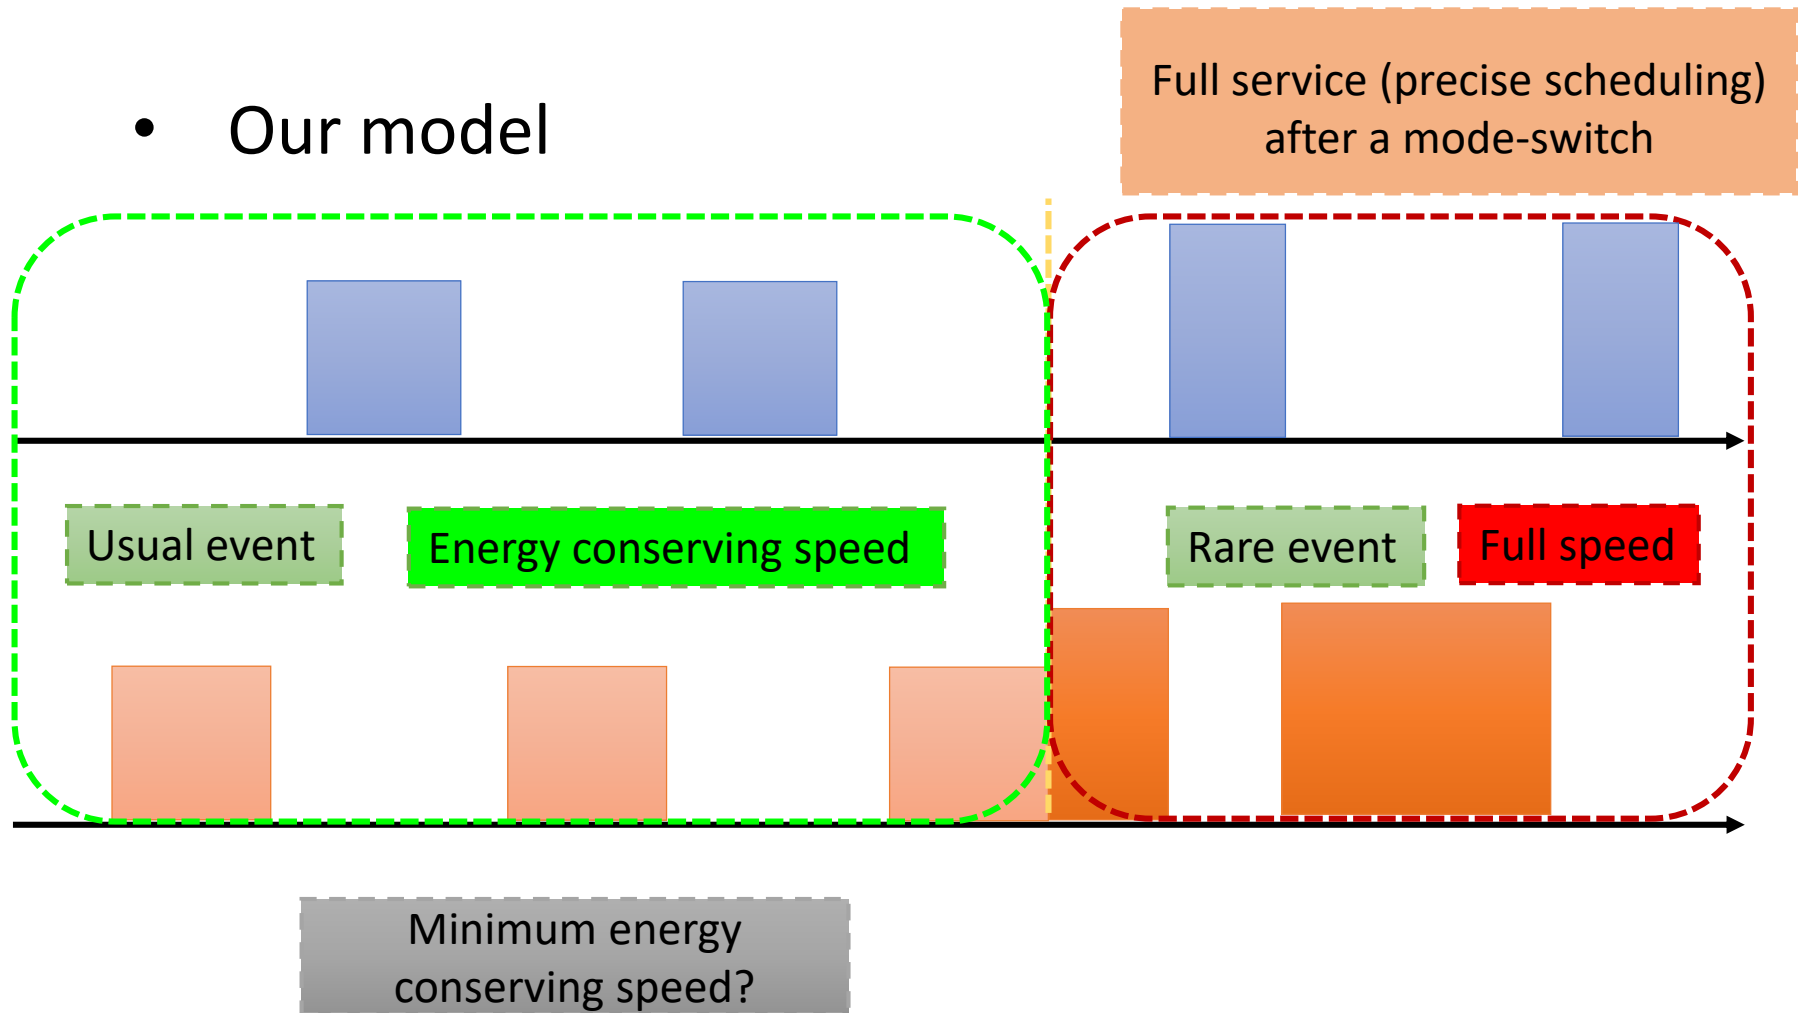 Full service (precise scheduling)
after a mode-switch
• Our model
Usual event
Energy conserving speed
Rare event
Full speed
Minimum energy
conserving speed?